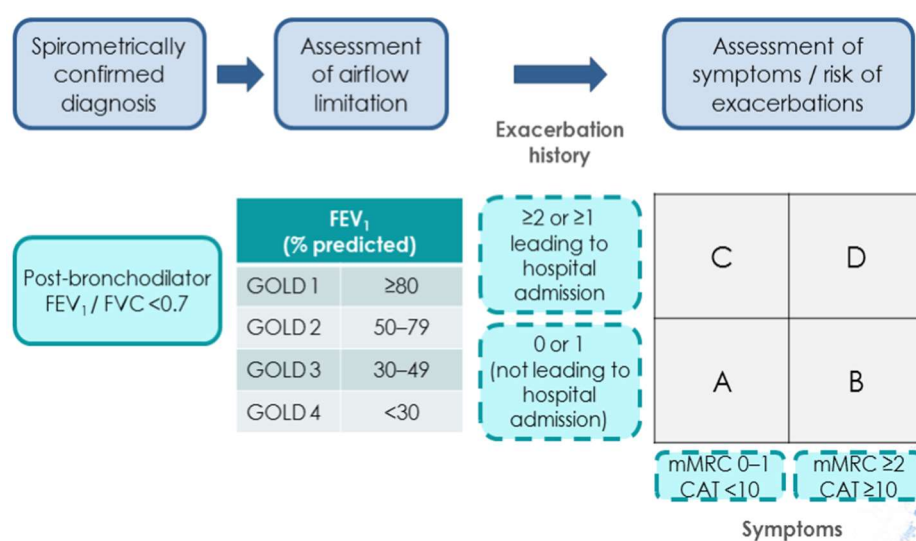 Spirometrically
confirmed
diagnosis
Assessment
of airflow
limitation
Assessment of
symptoms / risk of
exacerbations
Exacerbation
history
Post-bronchodilator
FEV₁ / FVC <0.7
FEV₁
(% predicted)
GOLD 1 ≥80
GOLD 2 50–79
GOLD 3 30–49
GOLD 4 <30
≥2 or ≥1
leading to
hospital
admission
0 or 1
(not leading to
hospital
admission)
C D
A B
mMRC 0–1
CAT <10
mMRC ≥2
CAT ≥10
Symptoms